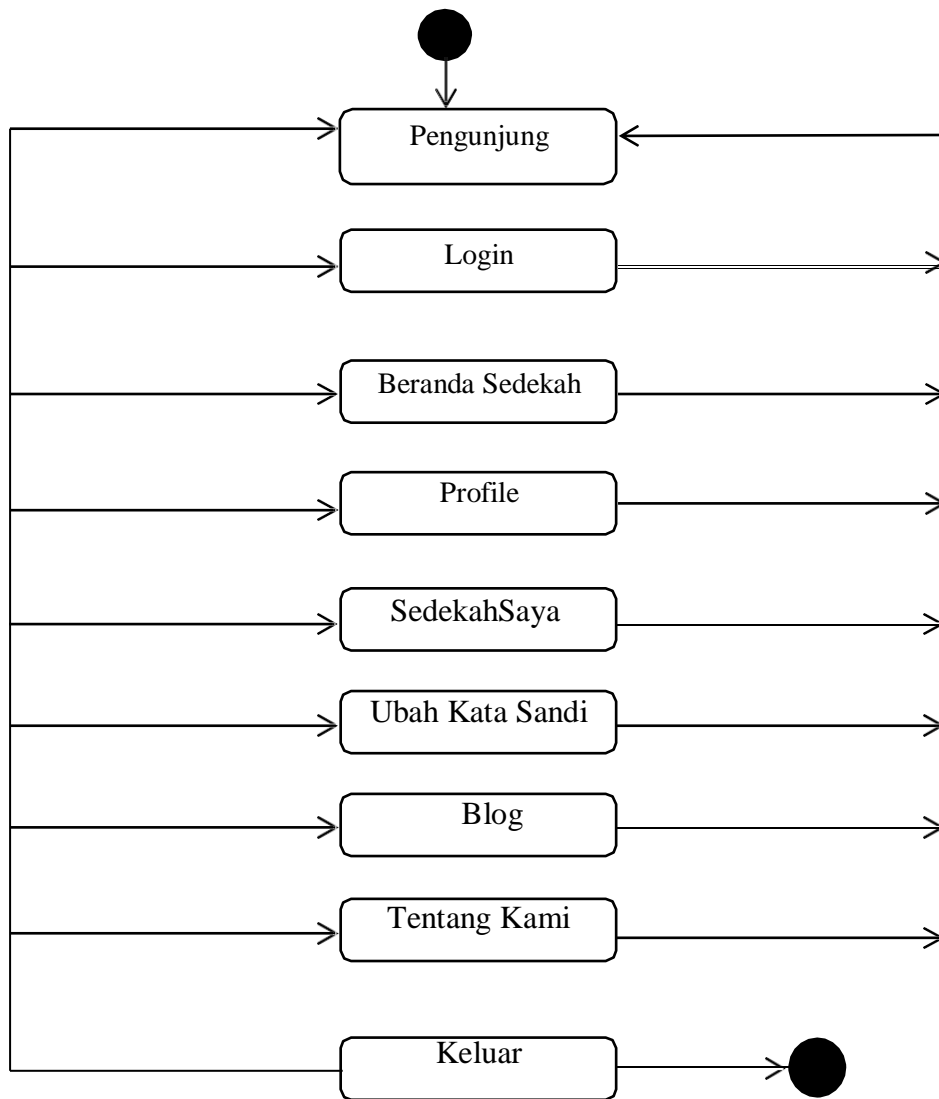 Pengunjung
Login
Beranda Sedekah
Profile
SedekahSaya
Ubah Kata Sandi
Blog
Tentang Kami
Keluar